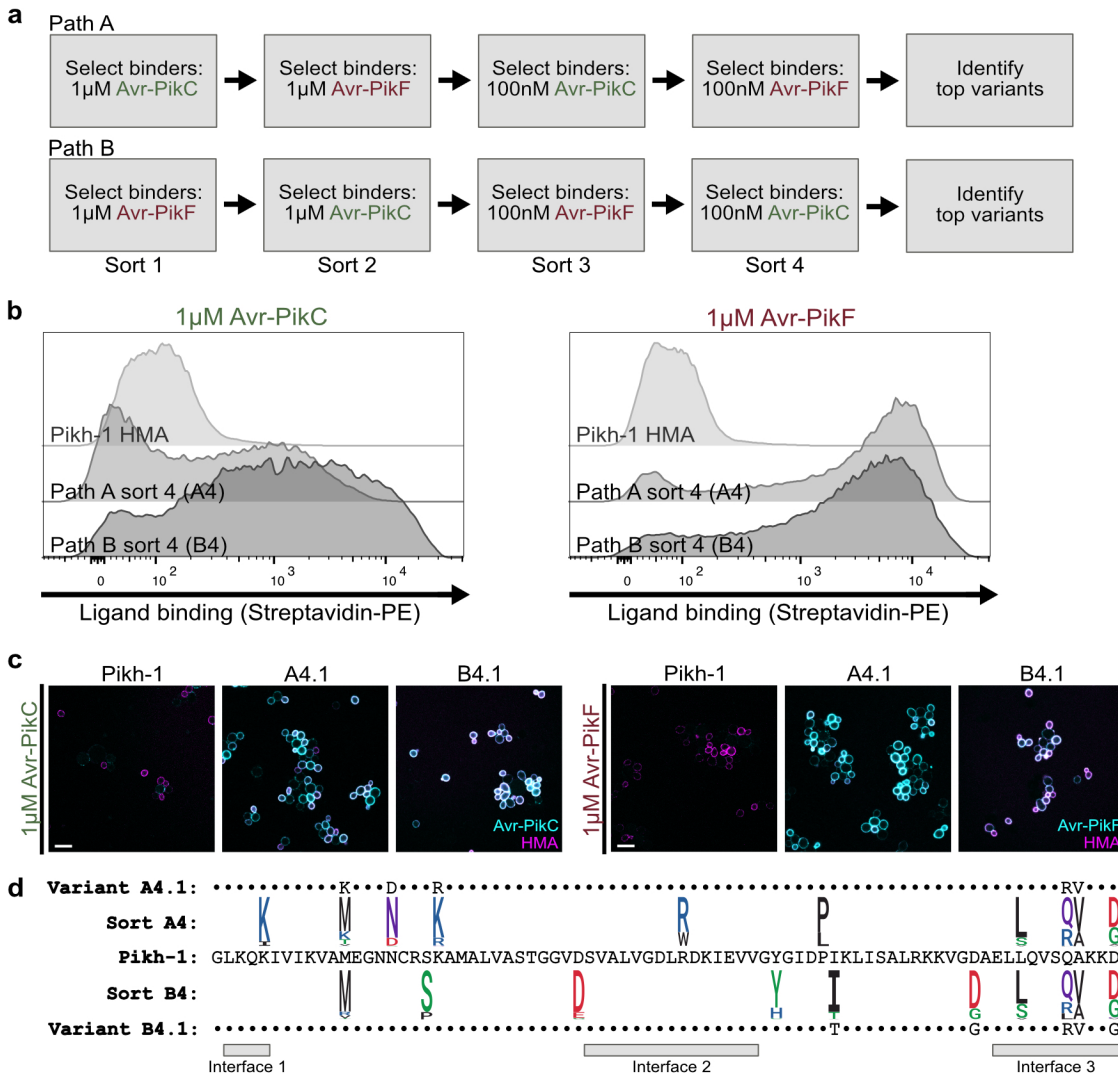 a
Path A
Select binders:
1µM Avr-PikC
Select binders:
1µM Avr-PikF
Select binders:
100nM Avr-PikC
Select binders:
100nM Avr-PikF
Identify
top variants
Path B
Select binders:
1µM Avr-PikF
Select binders:
1µM Avr-PikC
Select binders:
100nM Avr-PikF
Select binders:
100nM Avr-PikC
Identify
top variants
Sort 1
Sort 2
Sort 3
Sort 4
b
1µM Avr-PikC
Pikh-1 HMA
Path A sort 4 (A4)
Path B sort 4 (B4)
0 10² 10³ 10⁴
Ligand binding (Streptavidin-PE)
1µM Avr-PikF
Pikh-1 HMA
Path A sort 4 (A4)
Path B sort 4 (B4)
0 10² 10³ 10⁴
Ligand binding (Streptavidin-PE)
c
Pikh-1 A4.1 B4.1
1µM Avr-PikC
Avr-PikC
HMA
Pikh-1 A4.1 B4.1
1µM Avr-PikF
Avr-PikF
HMA
d
Variant A4.1: •••••••••••K•••D•••R•••••••••••••••••••••••••••••••••••••••••••••••••••••RV•••
Sort A4: K M N K R P L Q V D
K D R W L S R A G
Pikh-1: GLKQKIVIKVAMEGNNCRSKAMALVASTGGVDSVALVGDLRDKIEVVGYGIDPIKLISALRKKVGDAELLQVSQAKKD
Sort B4: M S D Y I D L Q V D
P E H T G S R A G
Variant B4.1: •••••••••••••••••••••••••••••••••••••••••••••••••••••T•••••••••••G•••••••RV••G
Interface 1
Interface 2
Interface 3